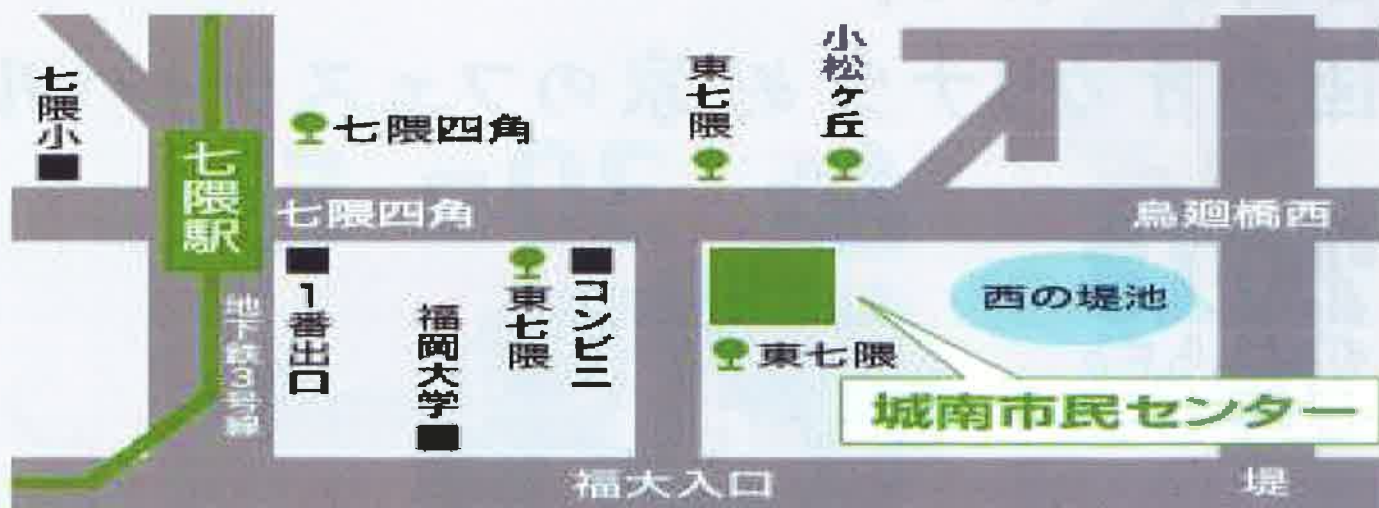 七隈小
七隈駅
七隈四角
東七隈
小松ヶ丘
七隈四角
鳥廻橋西
地下鉄3号線
1番出口
福岡大学
東七隈
コンビニ
東七隈
西の堤池
城南市民センター
福大入口
堤